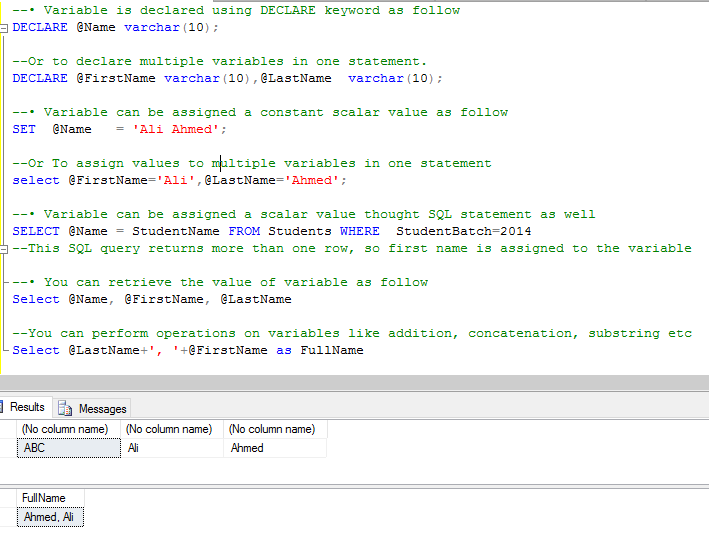 --• Variable is declared using DECLARE keyword as follow
DECLARE @Name varchar(10);
--Or to declare multiple variables in one statement.
DECLARE @FirstName varchar(10),@LastName  varchar(10);
--• Variable can be assigned a constant scalar value as follow
SET  @Name   = 'Ali Ahmed';
--Or To assign values to multiple variables in one statement
select @FirstName='Ali',@LastName='Ahmed';
--• Variable can be assigned a scalar value thought SQL statement as well
SELECT @Name = StudentName FROM Students WHERE  StudentBatch=2014
--This SQL query returns more than one row, so first name is assigned to the variable
--• You can retrieve the value of variable as follow
Select @Name, @FirstName, @LastName
--You can perform operations on variables like addition, concatenation, substring etc
Select @LastName+', '+@FirstName as FullName
Results Messages
(No column name) (No column name) (No column name)
ABC Ali Ahmed
FullName
Ahmed, Ali